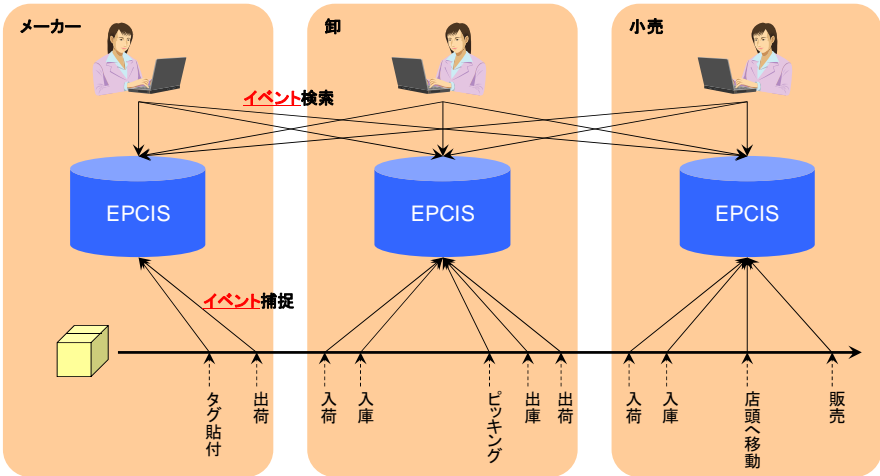 メーカー
卸
小売
イベント検索
EPCIS
EPCIS
EPCIS
イベント捕捉
タグ貼付
出荷
入荷
入庫
ピッキング
出庫
出荷
入荷
入庫
店頭へ移動
販売